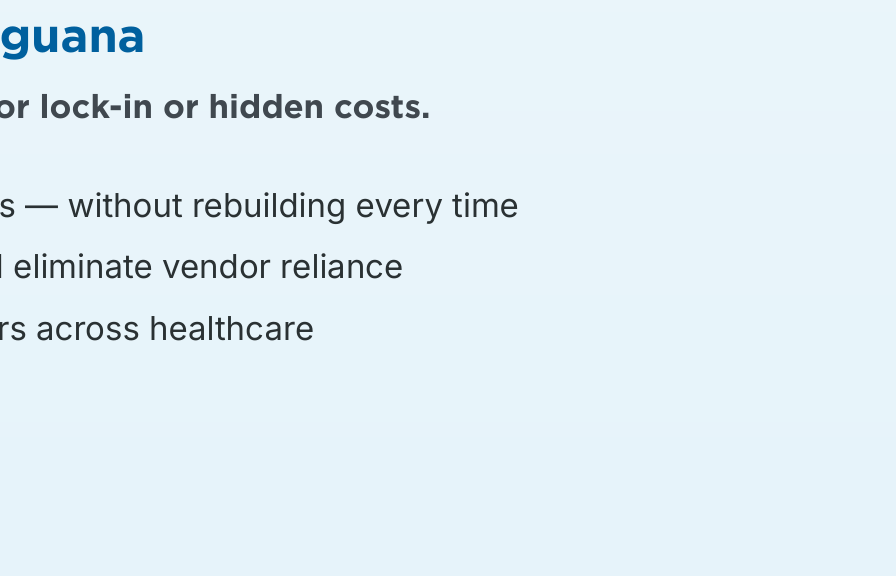 guana
or lock-in or hidden costs.
s — without rebuilding every time
l eliminate vendor reliance
rs across healthcare